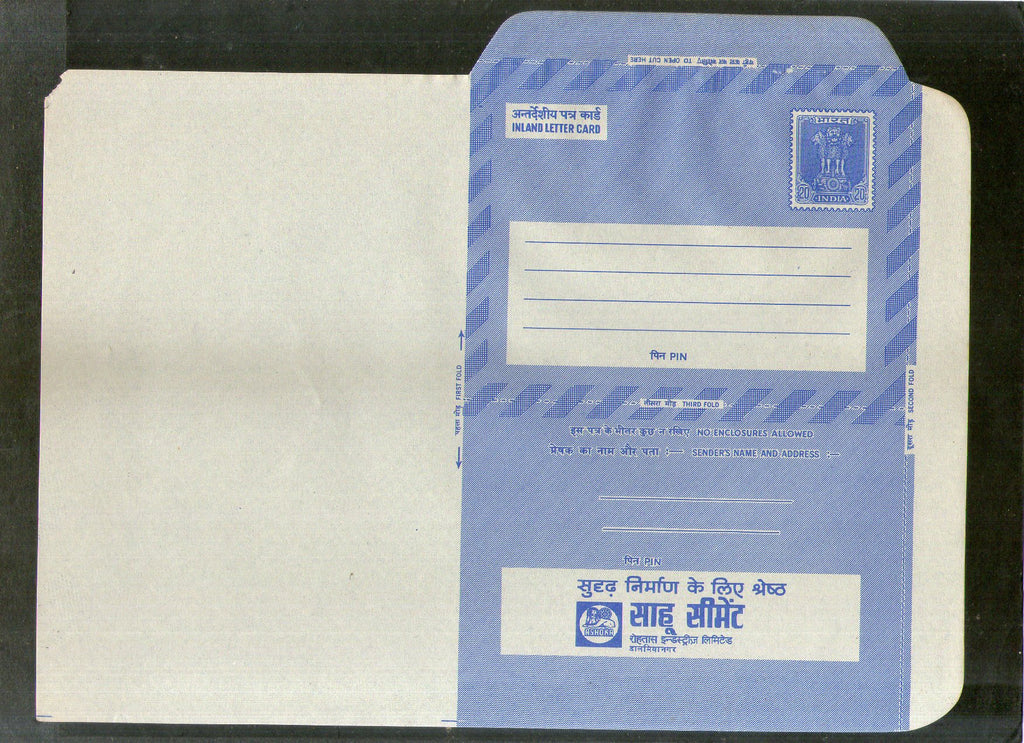 यहाँ काट कर खोलिए TO OPEN CUT HERE
अन्तर्देशीय पत्र कार्ड
INLAND LETTER CARD
भारत
20 INDIA 20
पिन PIN
पहला मोड़ FIRST FOLD
दूसरा मोड़ SECOND FOLD
तीसरा मोड़ THIRD FOLD
इस पत्र के भीतर कुछ न रखिए NO ENCLOSURES ALLOWED
प्रेषक का नाम और पता :— SENDER'S NAME AND ADDRESS :—
पिन PIN
सुदृढ़ निर्माण के लिए श्रेष्ठ
ASHOKA साहू सीमेंट
रोहतास इन्डस्ट्रीज़ लिमिटेड
डालमियानगर